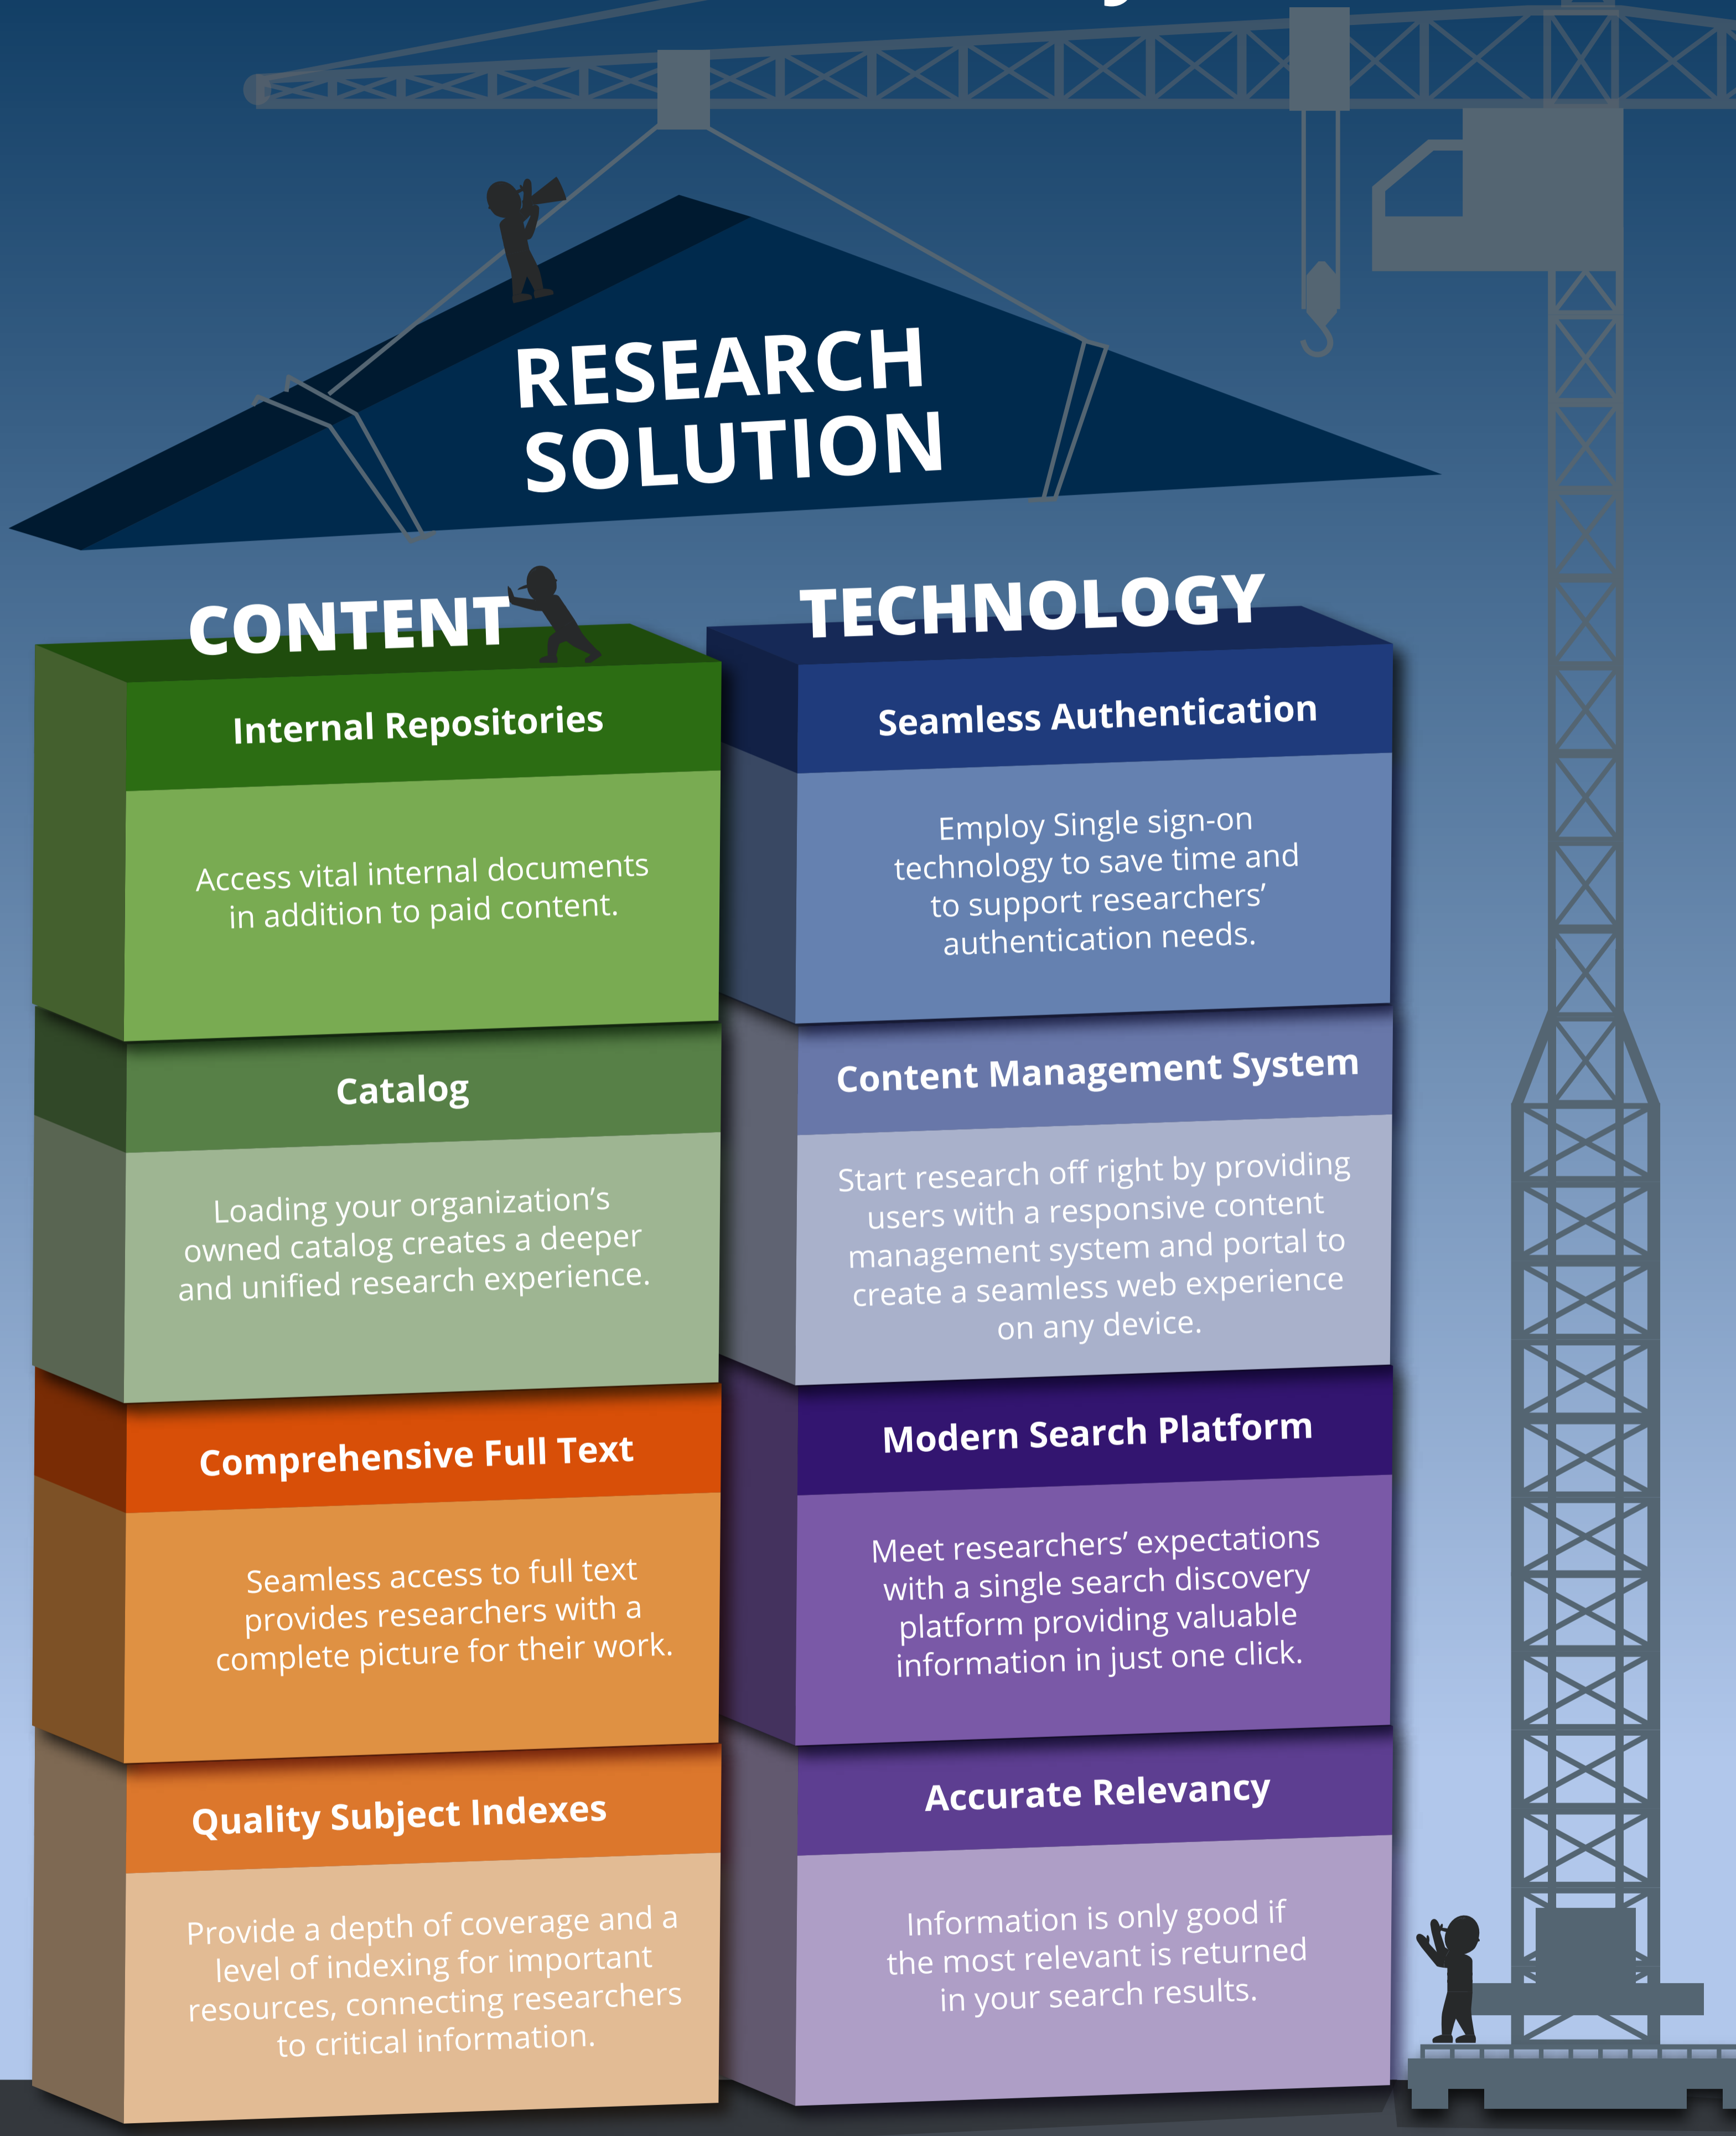 RESEARCH
SOLUTION
CONTENT
Internal Repositories
Access vital internal documents
in addition to paid content.
Catalog
Loading your organization’s
owned catalog creates a deeper
and unified research experience.
Comprehensive Full Text
Seamless access to full text
provides researchers with a
complete picture for their work.
Quality Subject Indexes
Provide a depth of coverage and a
level of indexing for important
resources, connecting researchers
to critical information.
TECHNOLOGY
Seamless Authentication
Employ Single sign-on
technology to save time and
to support researchers’
authentication needs.
Content Management System
Start research off right by providing
users with a responsive content
management system and portal to
create a seamless web experience
on any device.
Modern Search Platform
Meet researchers’ expectations
with a single search discovery
platform providing valuable
information in just one click.
Accurate Relevancy
Information is only good if
the most relevant is returned
in your search results.